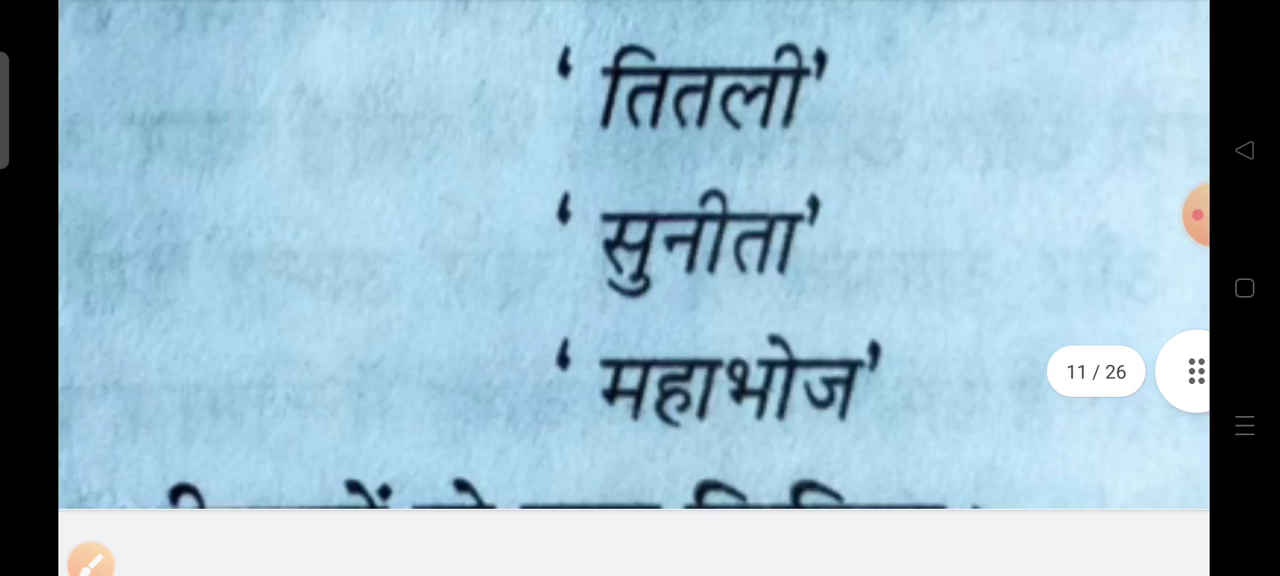 ‘ तितली’
‘ सुनीता’
‘ महाभोज’
11 / 26